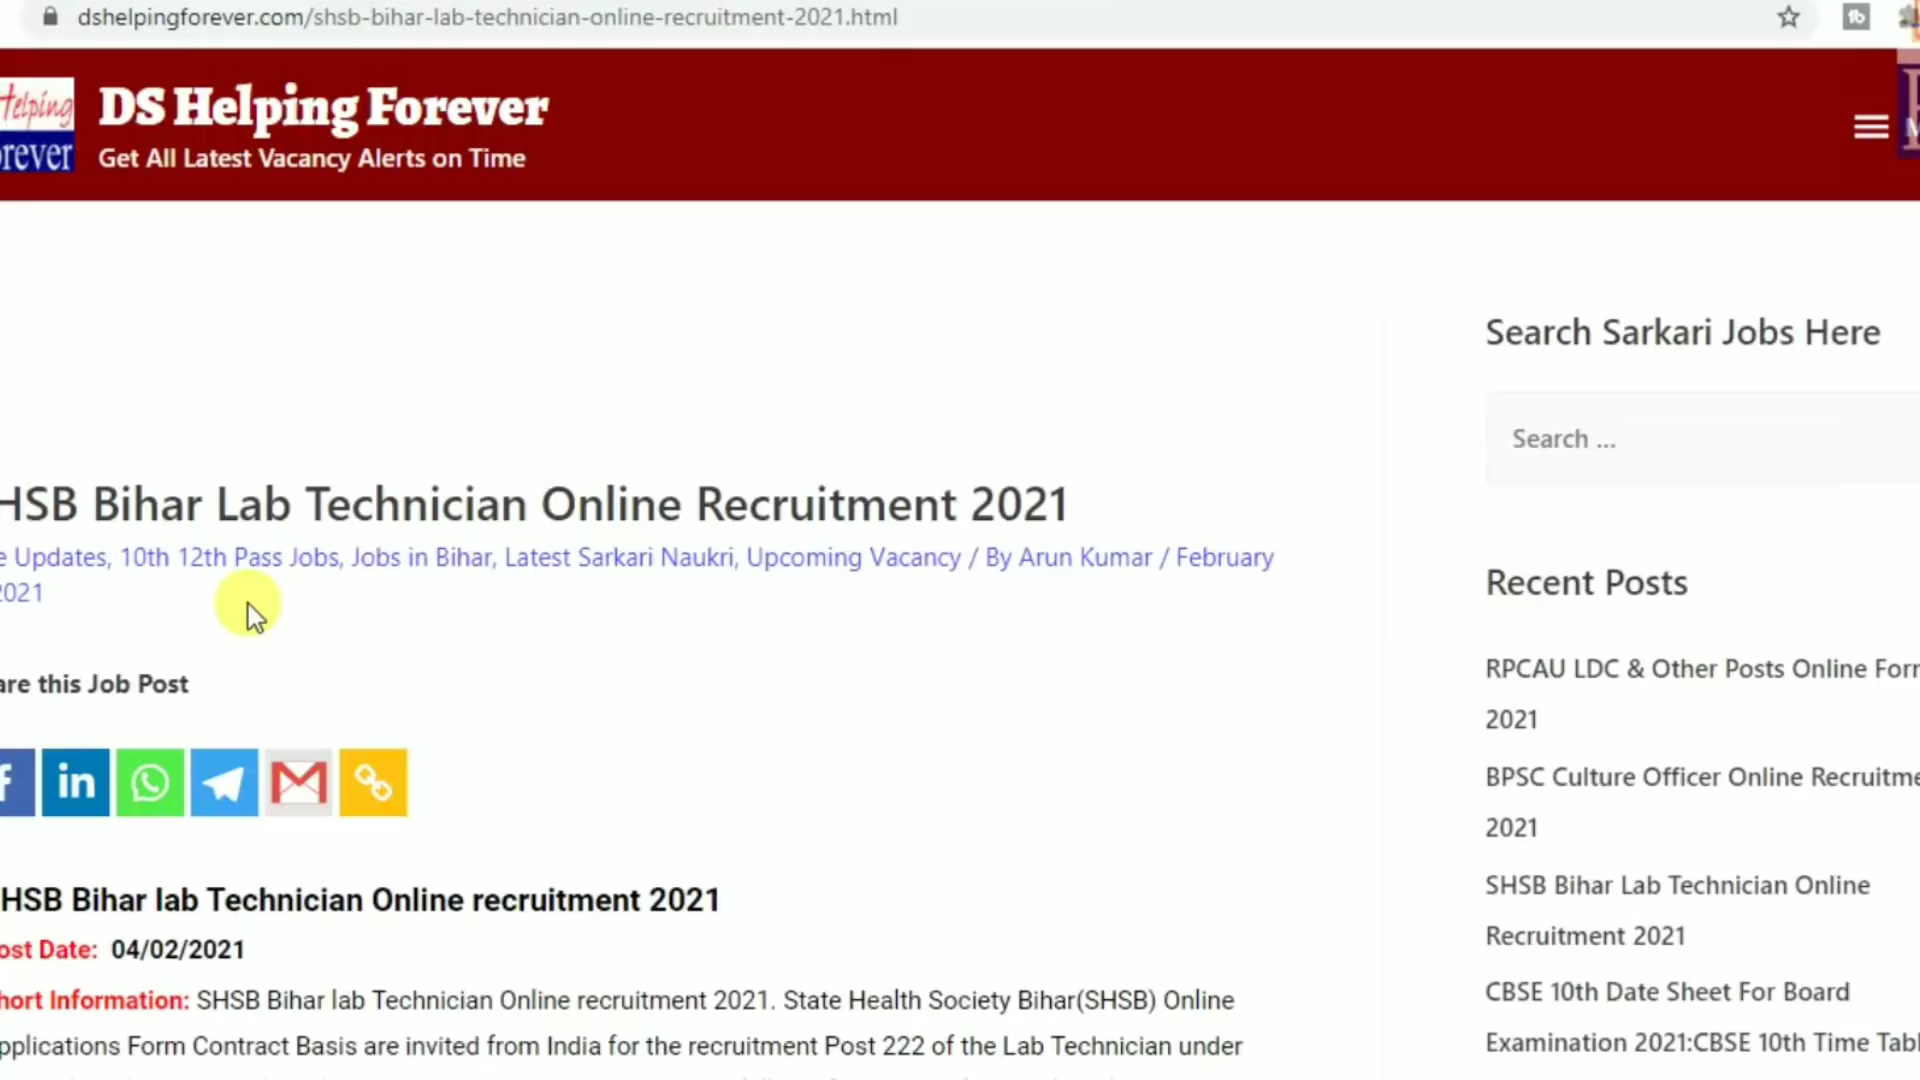 dshelpingforever.com/shsb-bihar-lab-technician-online-recruitment-2021.html
Helping
orever
DS Helping Forever
Get All Latest Vacancy Alerts on Time
HSB Bihar Lab Technician Online Recruitment 2021
e Updates, 10th 12th Pass Jobs, Jobs in Bihar, Latest Sarkari Naukri, Upcoming Vacancy / By Arun Kumar / February
2021
are this Job Post
HSB Bihar lab Technician Online recruitment 2021
ost Date: 04/02/2021
hort Information: SHSB Bihar lab Technician Online recruitment 2021. State Health Society Bihar(SHSB) Online
pplications Form Contract Basis are invited from India for the recruitment Post 222 of the Lab Technician under
Search Sarkari Jobs Here
Search ...
Recent Posts
RPCAU LDC & Other Posts Online For
2021
BPSC Culture Officer Online Recruitme
2021
SHSB Bihar Lab Technician Online
Recruitment 2021
CBSE 10th Date Sheet For Board
Examination 2021:CBSE 10th Time Tab